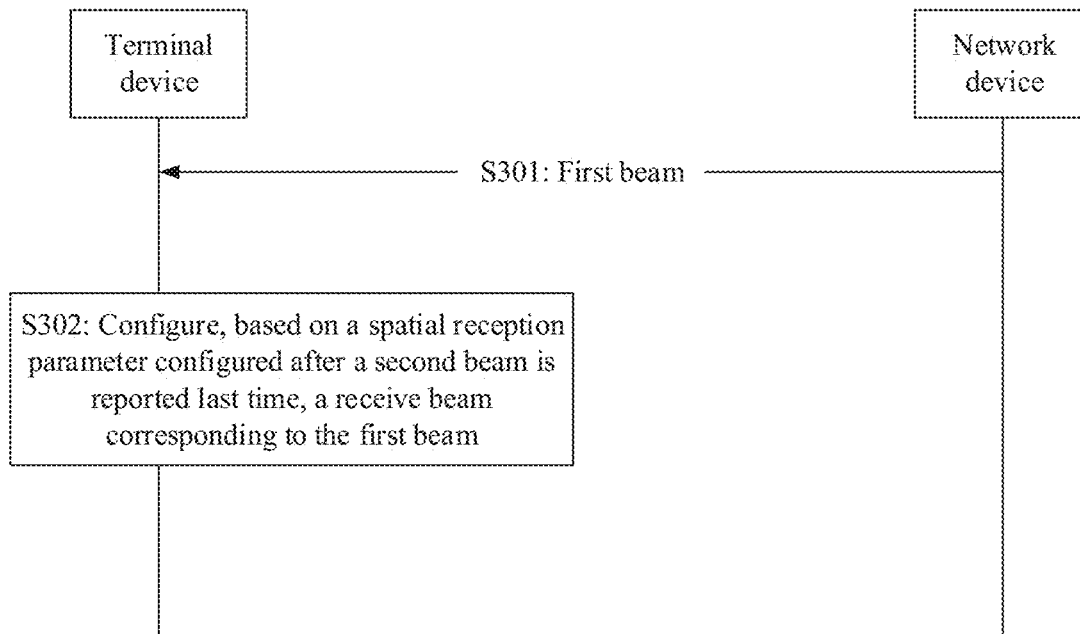 Terminal
device
Network
device
S301: First beam
S302: Configure, based on a spatial reception
parameter configured after a second beam is
reported last time, a receive beam
corresponding to the first beam